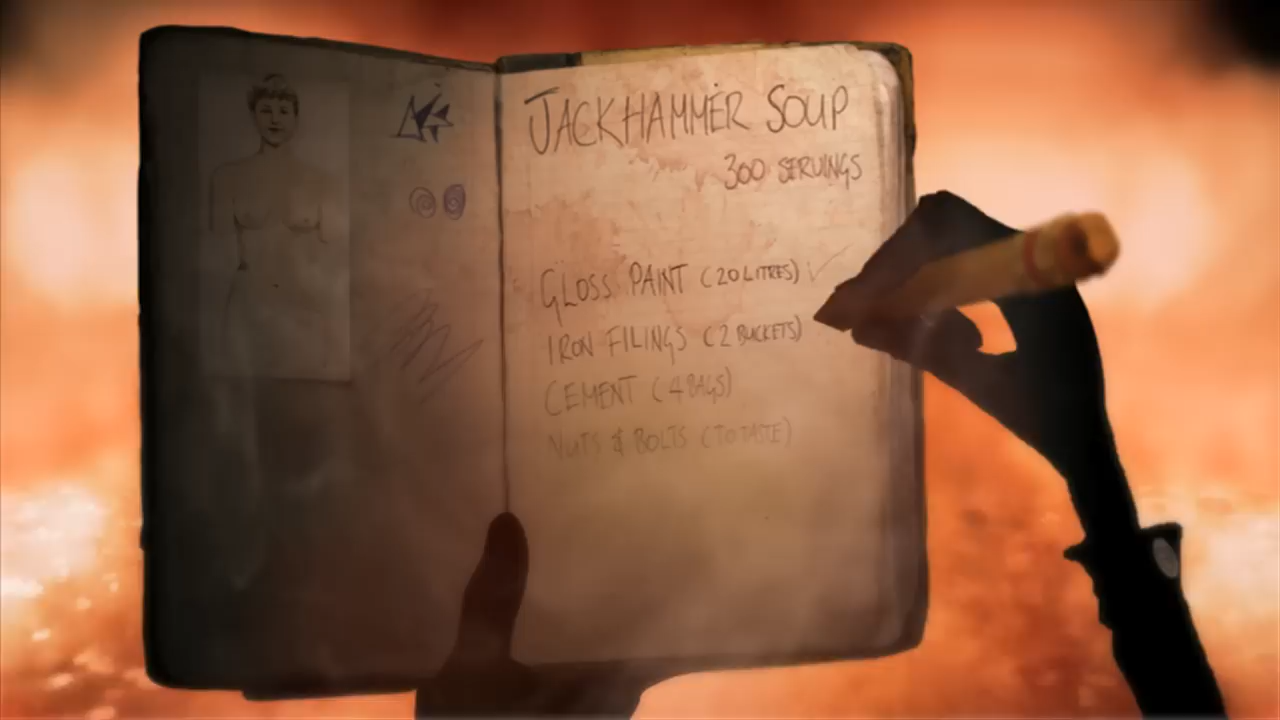 JACKHAMMER SOUP
300 SERVINGS
GLOSS PAINT (20 LITRES) ✓
IRON FILINGS (2 BUCKETS)
CEMENT (4 BAGS)
NUTS & BOLTS (TO TASTE)